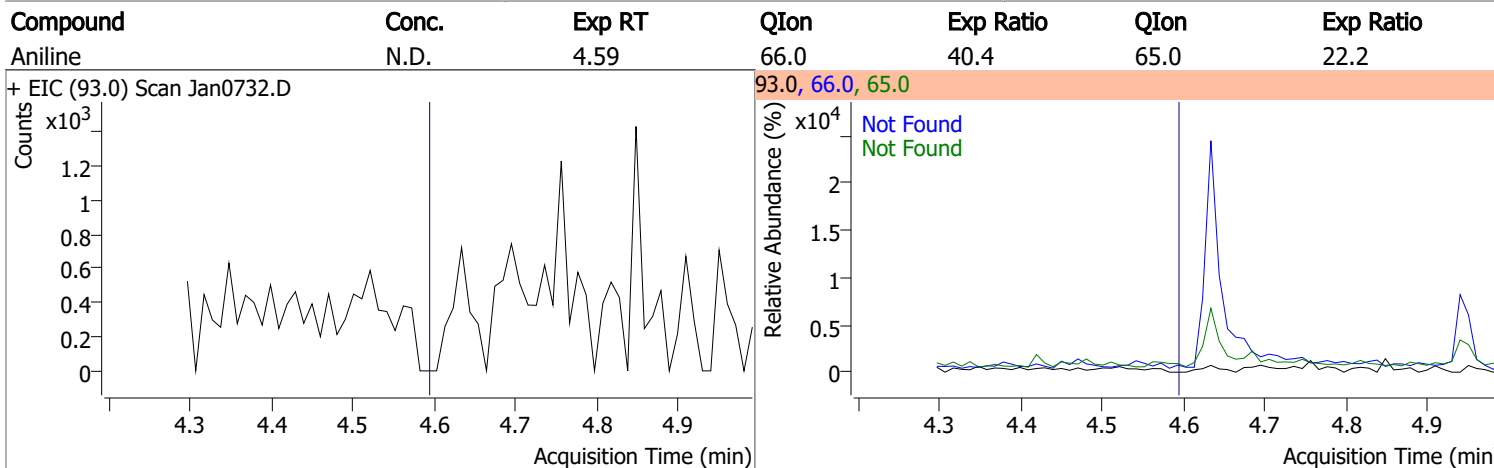 Compound Conc. Exp RT QIon Exp Ratio QIon Exp Ratio
Aniline N.D. 4.59 66.0 40.4 65.0 22.2
+ EIC (93.0) Scan Jan0732.D
Counts
x10³
1.2
1
0.8
0.6
0.4
0.2
0
4.3 4.4 4.5 4.6 4.7 4.8 4.9
Acquisition Time (min)
93.0, 66.0, 65.0
Relative Abundance (%)
x10⁴
Not Found
Not Found
2
1.5
1
0.5
0
4.3 4.4 4.5 4.6 4.7 4.8 4.9
Acquisition Time (min)